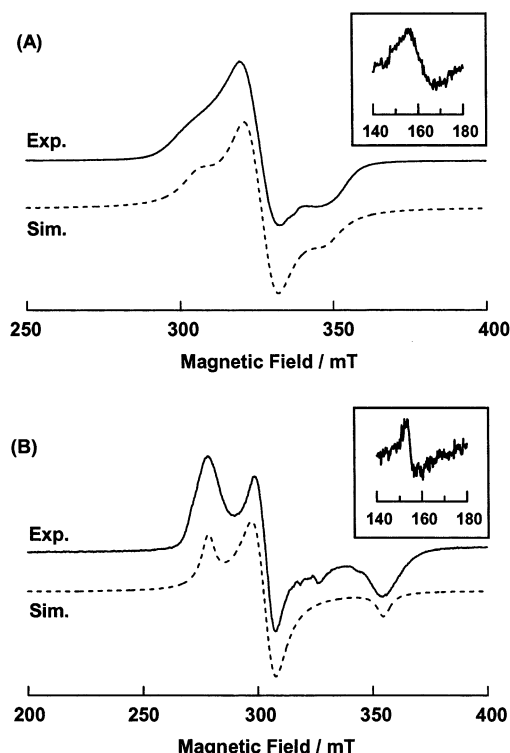 (A)
140 160 180
Exp.
Sim.
250 300 350 400
Magnetic Field / mT
(B)
140 160 180
Exp.
Sim.
200 250 300 350 400
Magnetic Field / mT